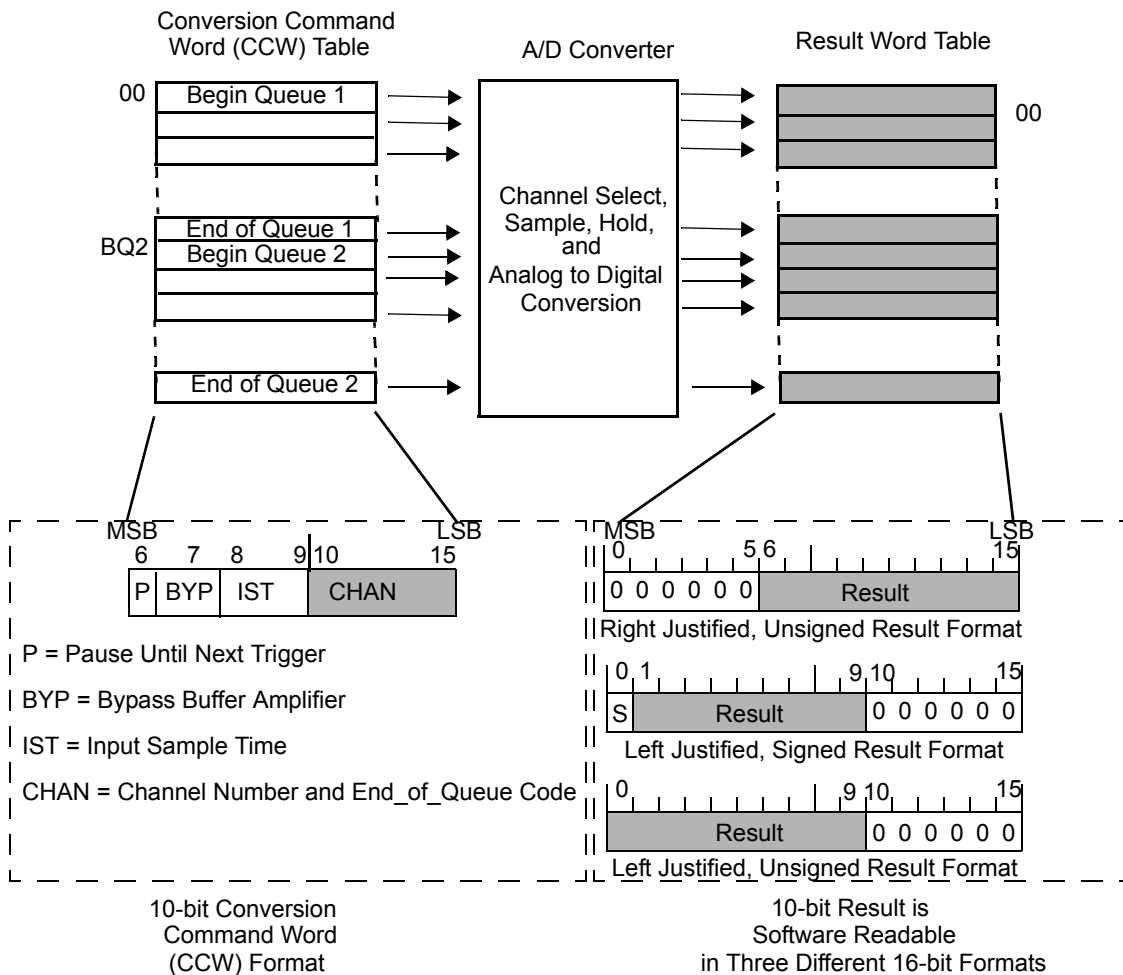 Conversion Command
Word (CCW) Table
A/D Converter
Result Word Table
00
Begin Queue 1
00
Channel Select,
Sample, Hold,
and
Analog to Digital
Conversion
End of Queue 1
BQ2
Begin Queue 2
End of Queue 2
MSB
LSB
6 7 8 9 10 15
P BYP IST CHAN
P = Pause Until Next Trigger
BYP = Bypass Buffer Amplifier
IST = Input Sample Time
CHAN = Channel Number and End_of_Queue Code
10-bit Conversion
Command Word
(CCW) Format
MSB
LSB
0 5 6 15
0 0 0 0 0 0 Result
Right Justified, Unsigned Result Format
0 1 9 10 15
S Result 0 0 0 0 0 0
Left Justified, Signed Result Format
0 9 10 15
Result 0 0 0 0 0 0
Left Justified, Unsigned Result Format
10-bit Result is
Software Readable
in Three Different 16-bit Formats